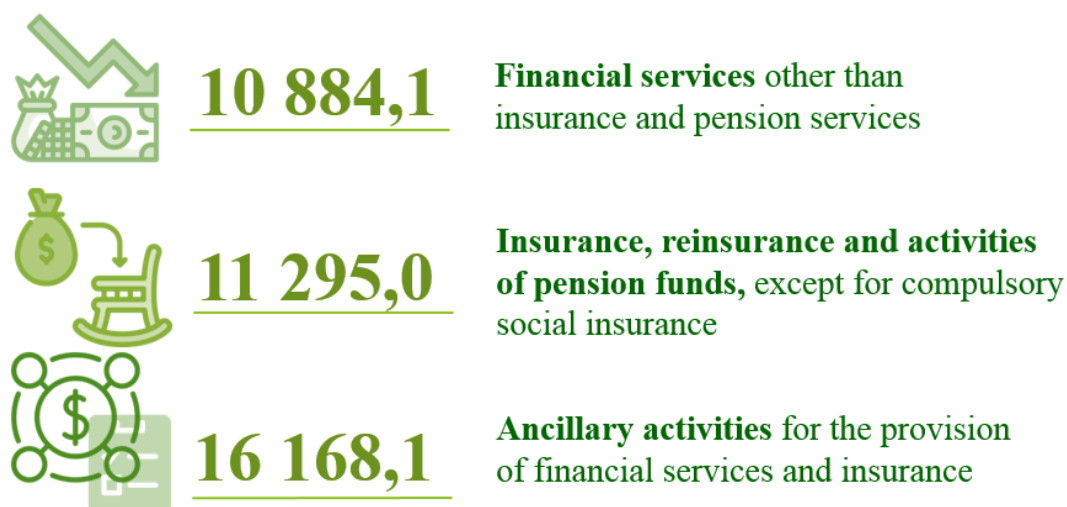 10 884,1
Financial services other than
insurance and pension services
$
11 295,0
Insurance, reinsurance and activities
of pension funds, except for compulsory
social insurance
$
16 168,1
Ancillary activities for the provision
of financial services and insurance